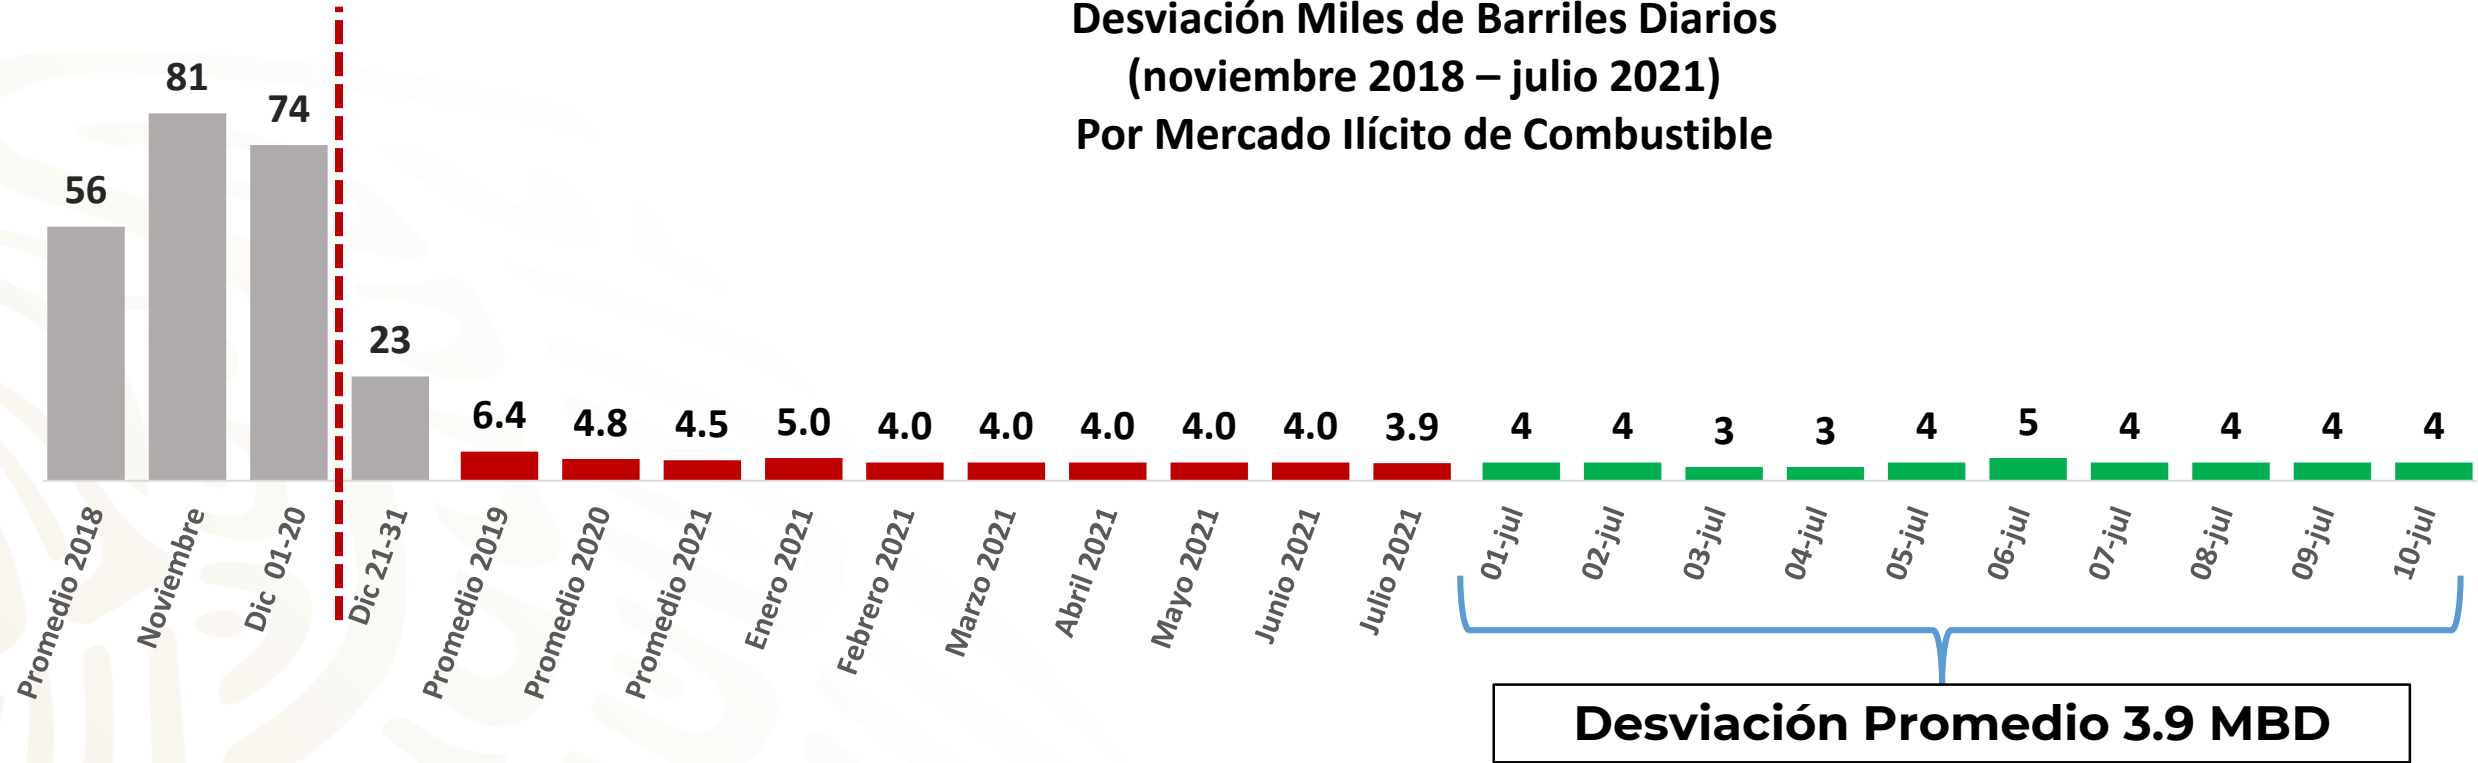 Desviación Miles de Barriles Diarios
(noviembre 2018 – julio 2021)
Por Mercado Ilícito de Combustible
56
81
74
23
6.4
4.8
4.5
5.0
4.0
4.0
4.0
4.0
4.0
3.9
4
4
3
3
4
5
4
4
4
4
Promedio 2018
Noviembre
Dic 01-20
Dic 21-31
Promedio 2019
Promedio 2020
Promedio 2021
Enero 2021
Febrero 2021
Marzo 2021
Abril 2021
Mayo 2021
Junio 2021
Julio 2021
01-jul
02-jul
03-jul
04-jul
05-jul
06-jul
07-jul
08-jul
09-jul
10-jul
Desviación Promedio 3.9 MBD